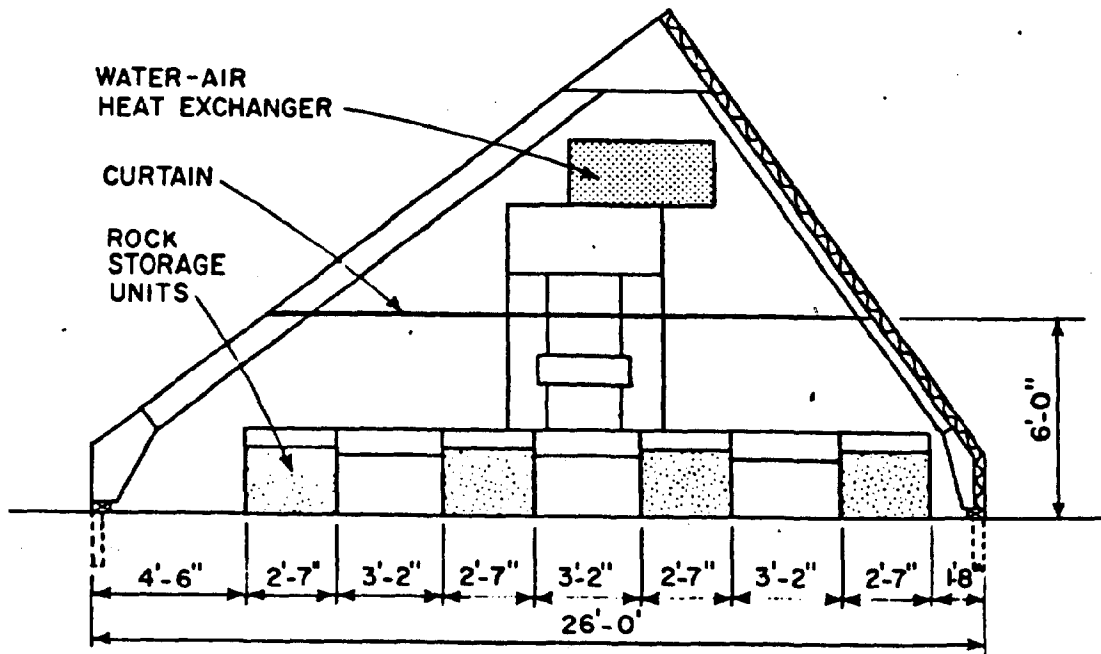 WATER-AIR
HEAT EXCHANGER
CURTAIN
ROCK
STORAGE
UNITS
6'-0"
4'-6" 2'-7" 3'-2" 2'-7" 3'-2" 2'-7" 3'-2" 2'-7" 1'-8"
26'-0'